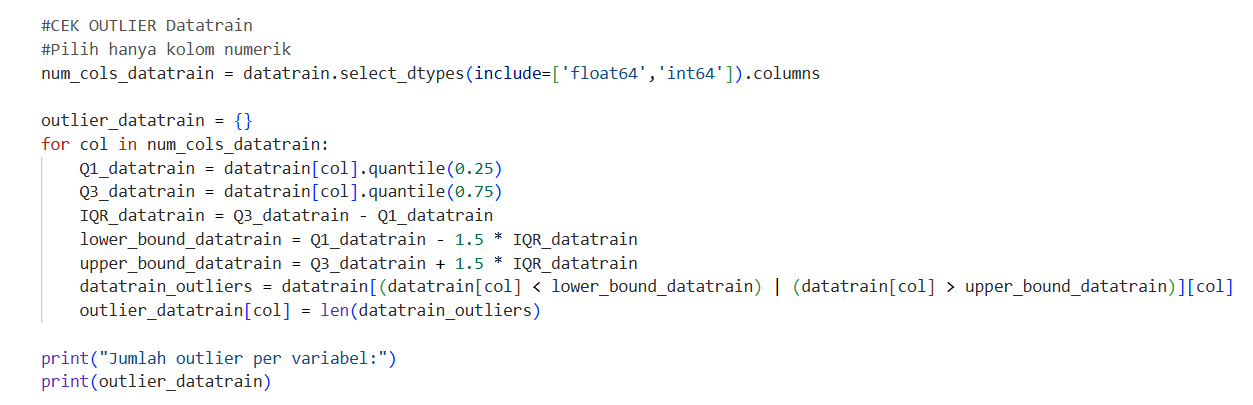 #CEK OUTLIER Datatrain
#Pilih hanya kolom numerik
num_cols_datatrain = datatrain.select_dtypes(include=['float64','int64']).columns

outlier_datatrain = {}
for col in num_cols_datatrain:
    Q1_datatrain = datatrain[col].quantile(0.25)
    Q3_datatrain = datatrain[col].quantile(0.75)
    IQR_datatrain = Q3_datatrain - Q1_datatrain
    lower_bound_datatrain = Q1_datatrain - 1.5 * IQR_datatrain
    upper_bound_datatrain = Q3_datatrain + 1.5 * IQR_datatrain
    datatrain_outliers = datatrain[(datatrain[col] < lower_bound_datatrain) | (datatrain[col] > upper_bound_datatrain)][col]
    outlier_datatrain[col] = len(datatrain_outliers)

print("Jumlah outlier per variabel:")
print(outlier_datatrain)